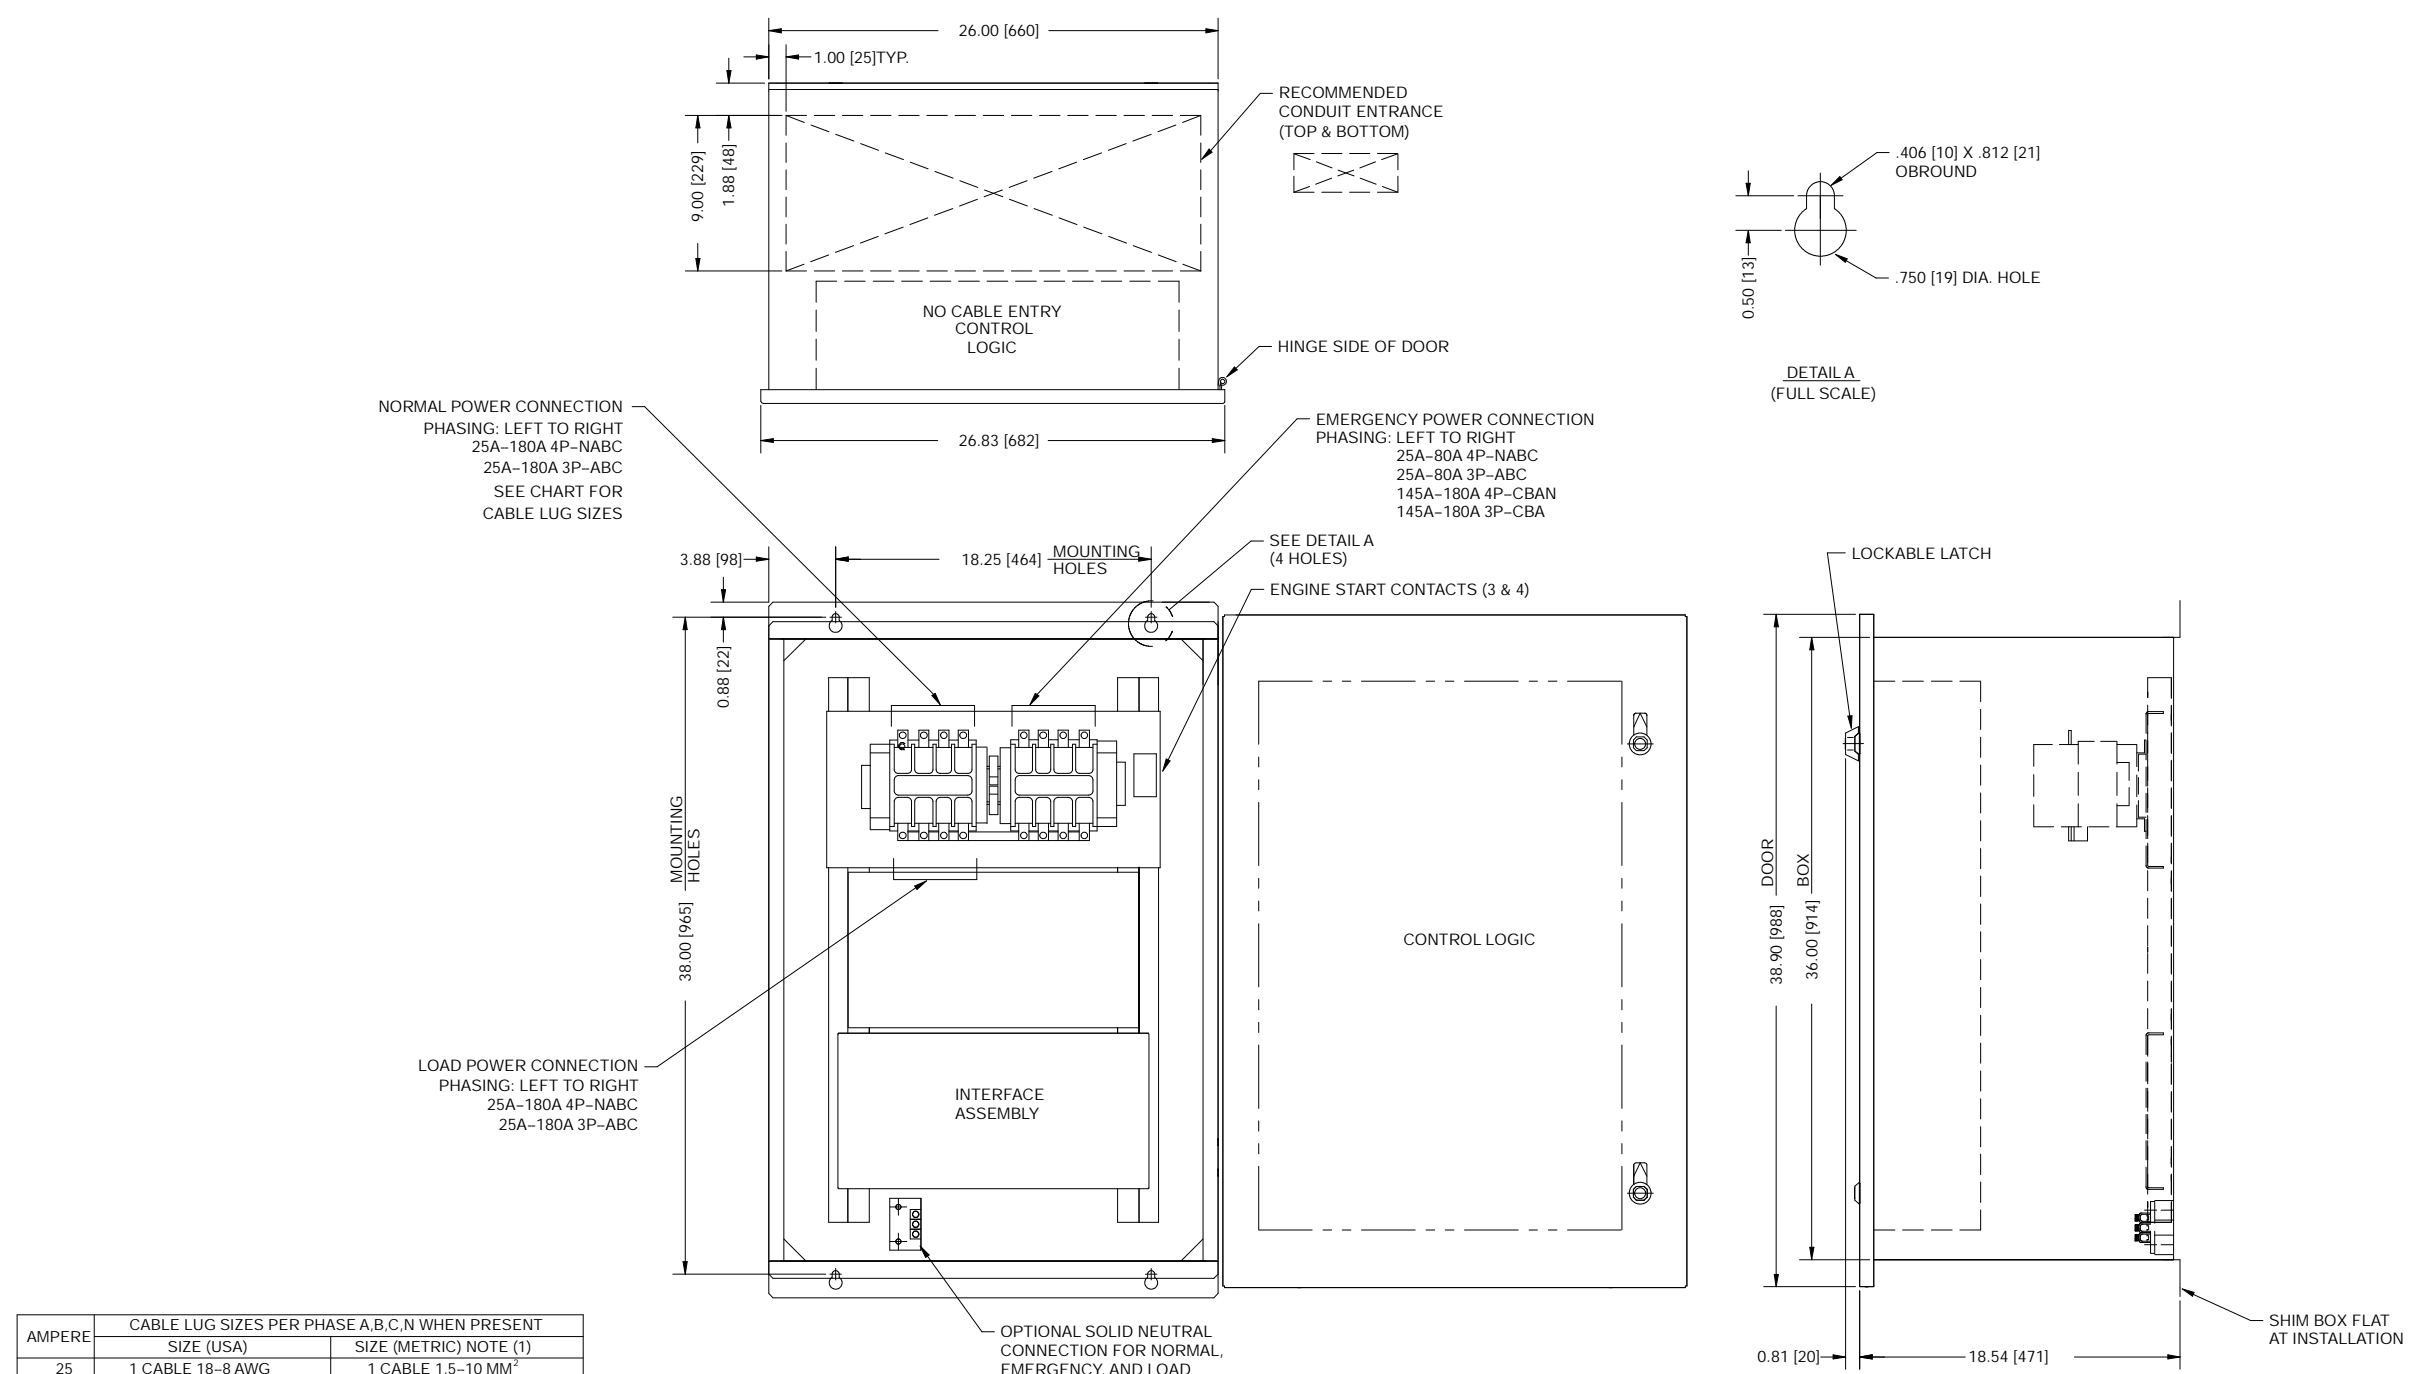 26.00 [660]
1.00 [25]TYP.
9.00 [229]
1.88 [48]
RECOMMENDED
CONDUIT ENTRANCE
(TOP & BOTTOM)
NO CABLE ENTRY
CONTROL
LOGIC
HINGE SIDE OF DOOR
26.83 [682]
.406 [10] X .812 [21]
OBROUND
0.50 [13]
.750 [19] DIA. HOLE
DETAIL A
(FULL SCALE)
NORMAL POWER CONNECTION
PHASING: LEFT TO RIGHT
25A-180A 4P-NABC
25A-180A 3P-ABC
SEE CHART FOR
CABLE LUG SIZES
EMERGENCY POWER CONNECTION
PHASING: LEFT TO RIGHT
25A-80A 4P-NABC
25A-80A 3P-ABC
145A-180A 4P-CBAN
145A-180A 3P-CBA
3.88 [98]
18.25 [464]
MOUNTING
HOLES
SEE DETAIL A
(4 HOLES)
ENGINE START CONTACTS (3 & 4)
0.88 [22]
38.00 [965]
MOUNTING
HOLES
LOAD POWER CONNECTION
PHASING: LEFT TO RIGHT
25A-180A 4P-NABC
25A-180A 3P-ABC
INTERFACE
ASSEMBLY
CONTROL LOGIC
OPTIONAL SOLID NEUTRAL
CONNECTION FOR NORMAL,
EMERGENCY, AND LOAD
LOCKABLE LATCH
38.90 [988]
DOOR
36.00 [914]
BOX
0.81 [20]
18.54 [471]
SHIM BOX FLAT
AT INSTALLATION
AMPERE
CABLE LUG SIZES PER PHASE A,B,C,N WHEN PRESENT
SIZE (USA)
SIZE (METRIC) NOTE (1)
25
1 CABLE 18-8 AWG
1 CABLE 1.5-10 MM²